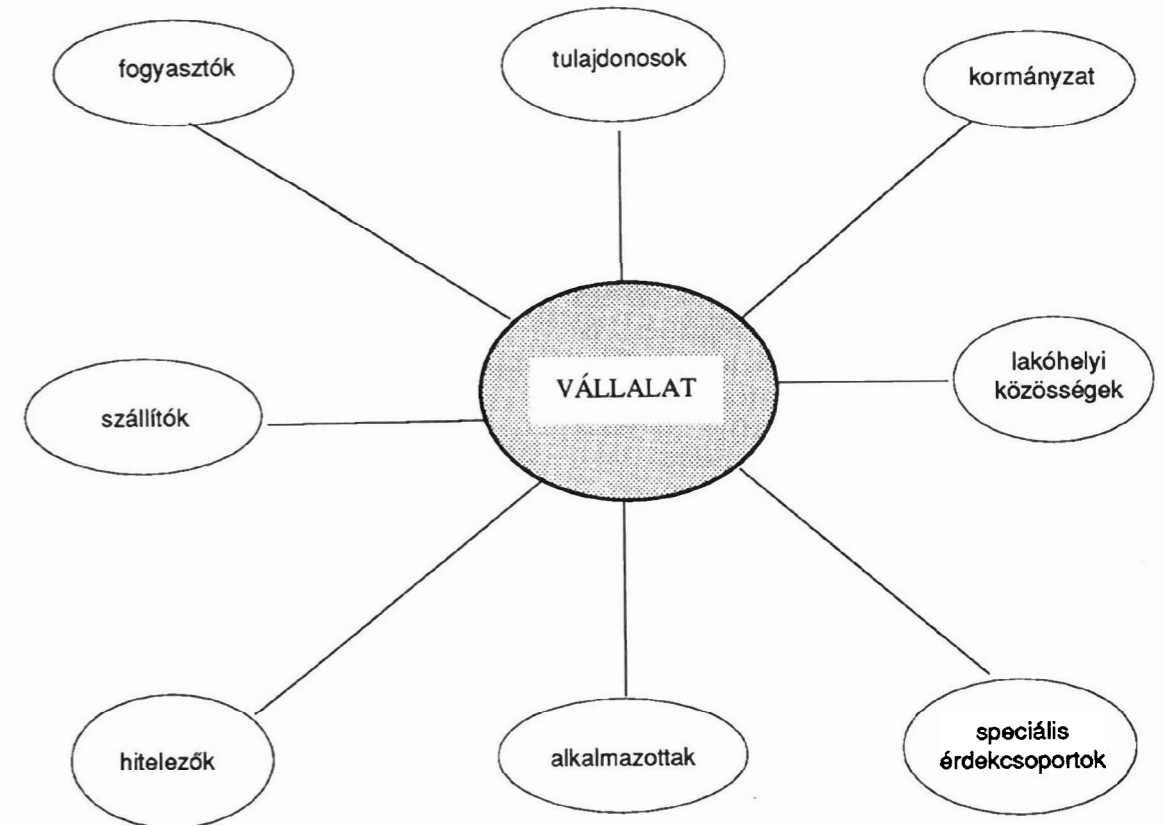 fogyasztók
tulajdonosok
kormányzat
VÁLLALAT
lakóhelyi
közösségek
szállítók
hitelezők
alkalmazottak
speciális
érdekcsoportok